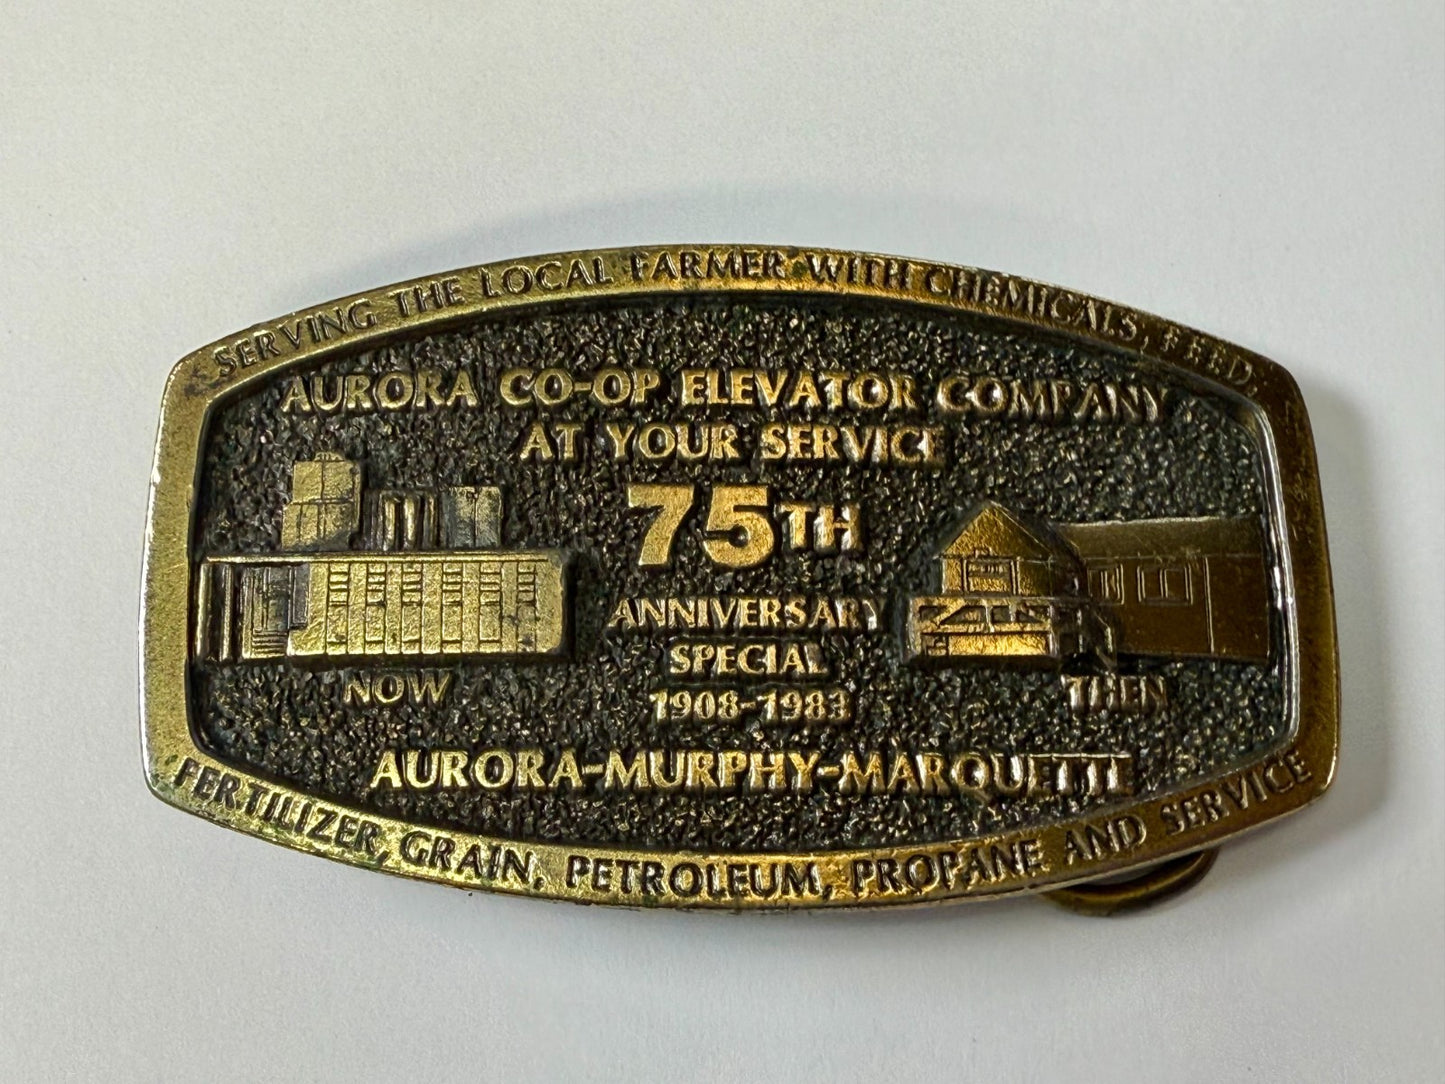 SERVING THE LOCAL FARMER WITH CHEMICALS, FEED,
AURORA CO-OP ELEVATOR COMPANY
AT YOUR SERVICE
75TH
ANNIVERSARY
SPECIAL
1908-1983
NOW
THEN
AURORA-MURPHY-MARQUETTE
FERTILIZER, GRAIN, PETROLEUM, PROPANE AND SERVICE